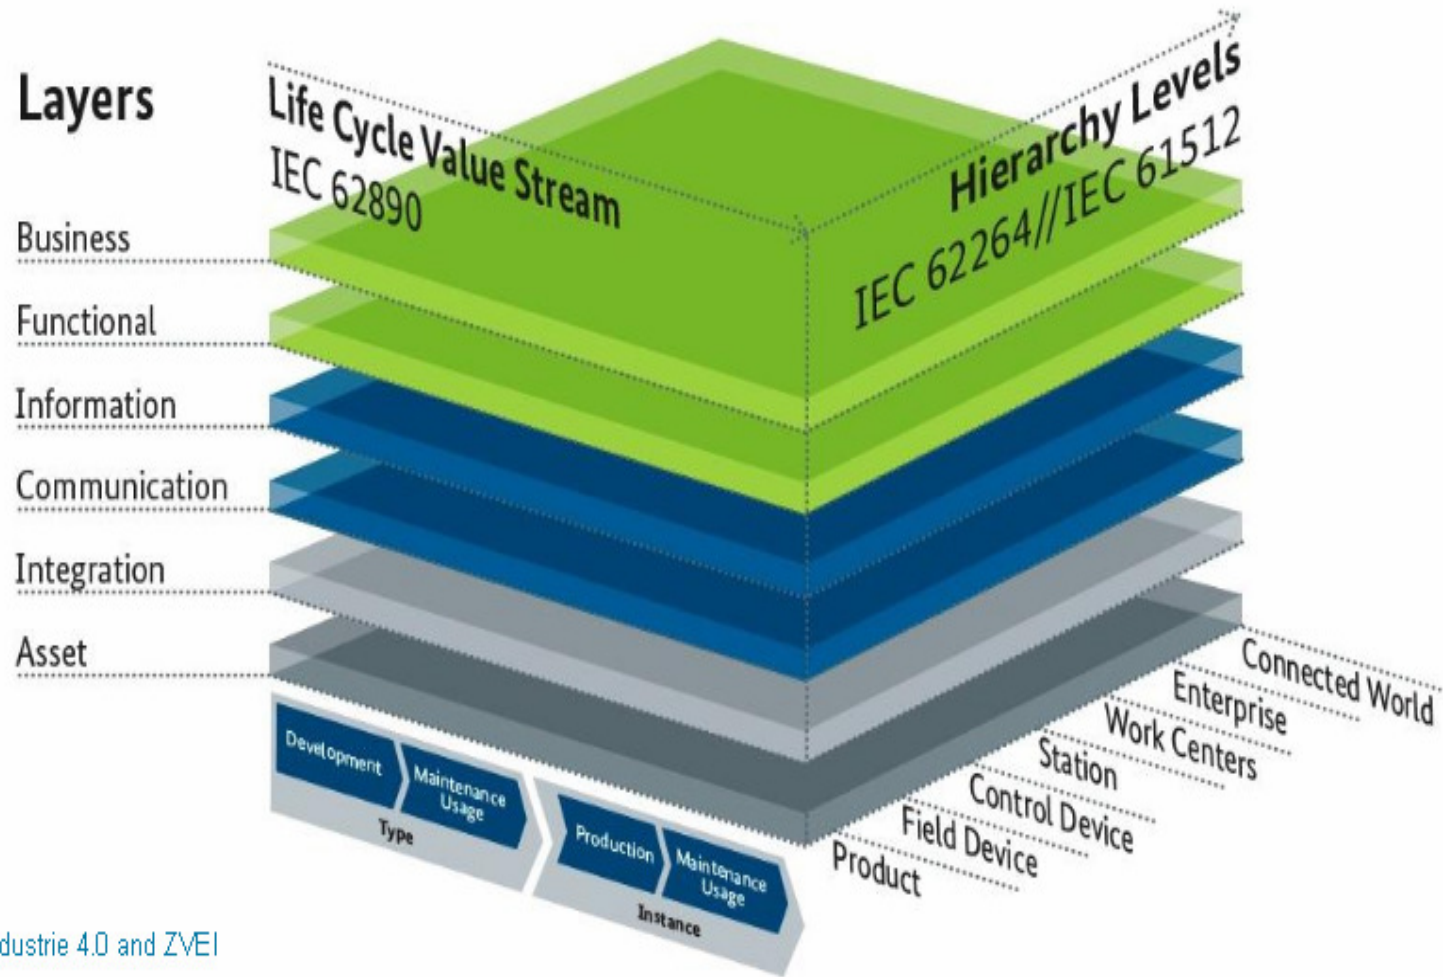 Layers
Life Cycle Value Stream
IEC 62890
Hierarchy Levels
IEC 62264//IEC 61512
Business
Functional
Information
Communication
Integration
Asset
Development
Maintenance
Usage
Type
Production
Maintenance
Usage
Instance
Connected World
Enterprise
Work Centers
Station
Control Device
Field Device
Product
dustrie 4.0 and ZVEI